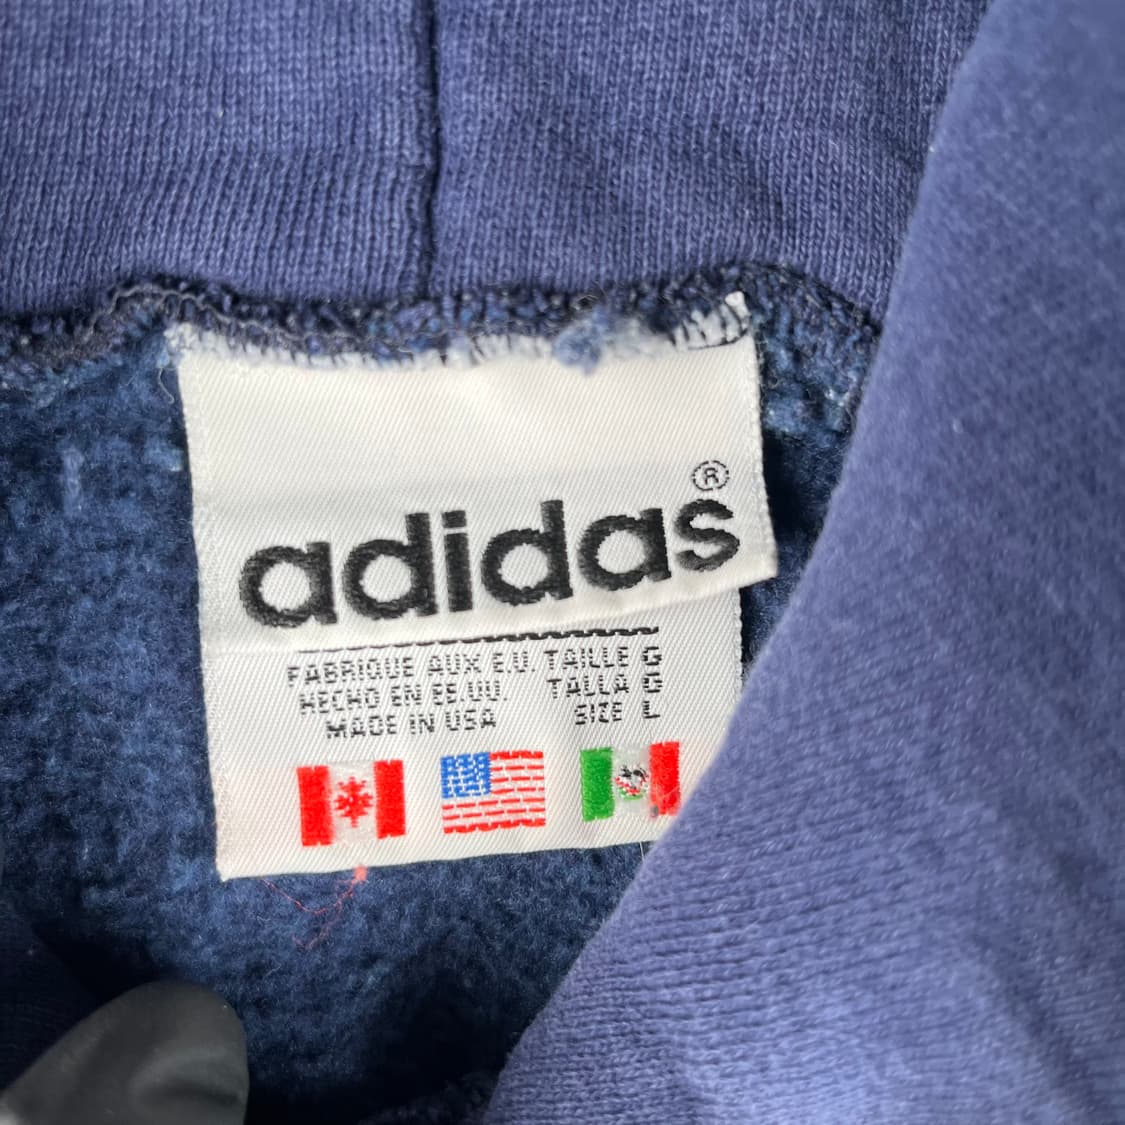 adidas®
FABRIQUE AUX E.U. TAILLE G
HECHO EN EE.UU. TALLA G
MADE IN USA SIZE L